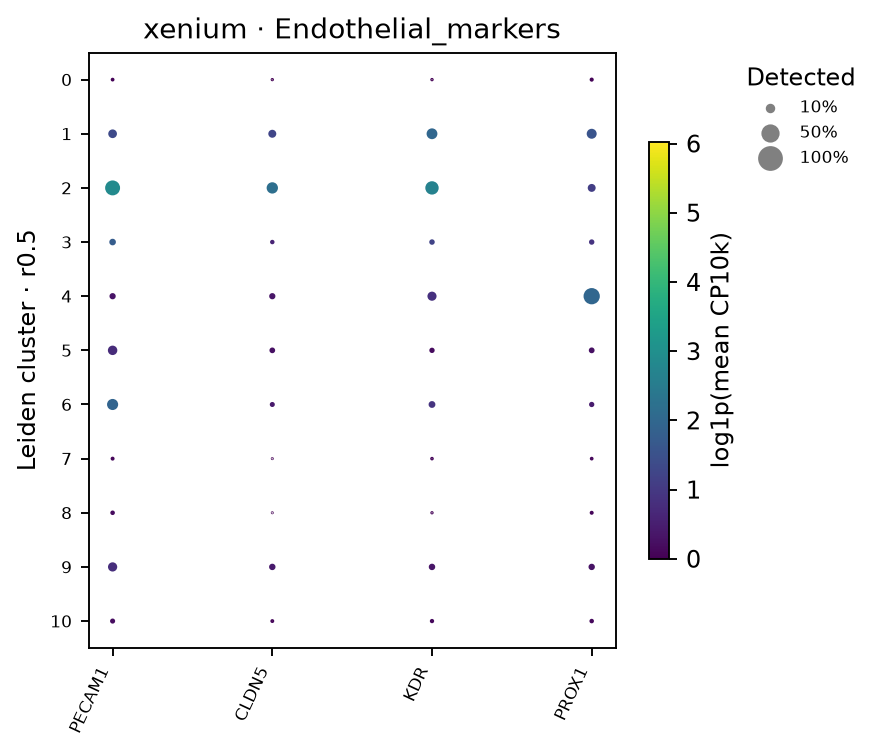 xenium · Endothelial_markers
Leiden cluster · r0.5
0
1
2
3
4
5
6
7
8
9
10
PECAM1
CLDN5
KDR
PROX1
6
5
4
3
2
1
0
log1p(mean CP10k)
Detected
10%
50%
100%